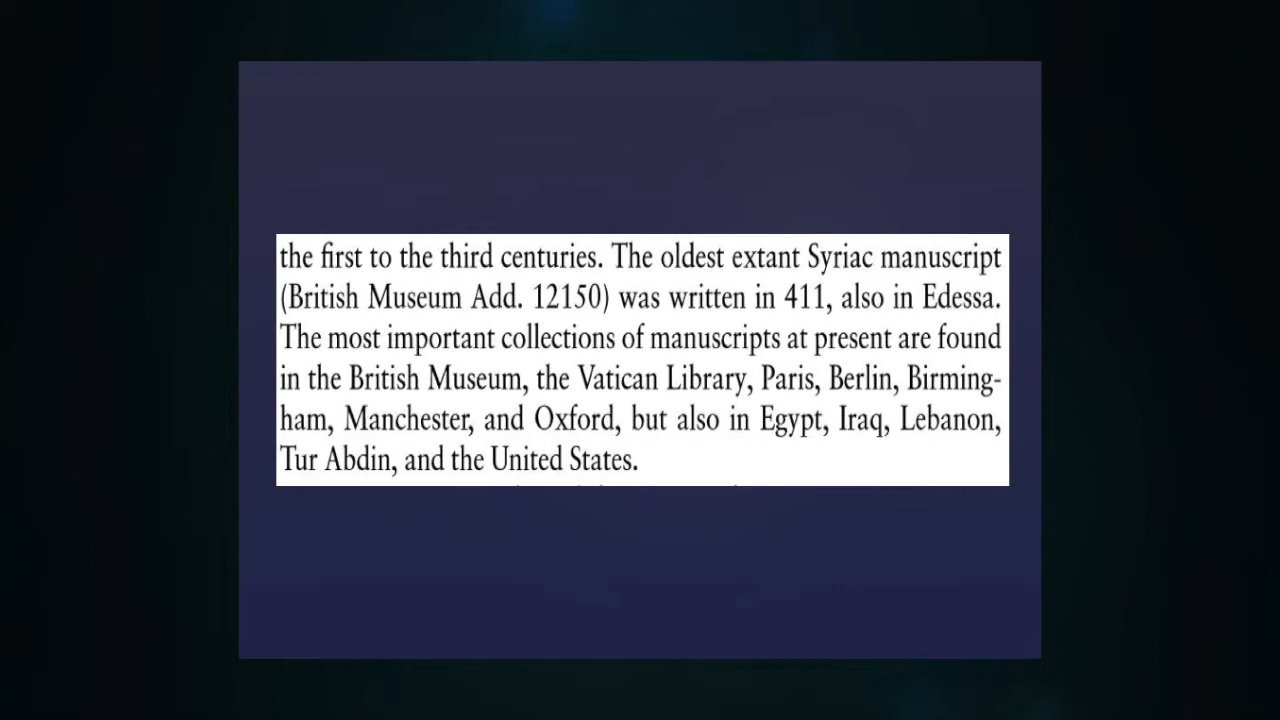 the first to the third centuries. The oldest extant Syriac manuscript
(British Museum Add. 12150) was written in 411, also in Edessa.
The most important collections of manuscripts at present are found
in the British Museum, the Vatican Library, Paris, Berlin, Birming-
ham, Manchester, and Oxford, but also in Egypt, Iraq, Lebanon,
Tur Abdin, and the United States.